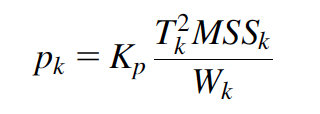 p_k = K_p \frac{T_k^2 MSS_k}{W_k}